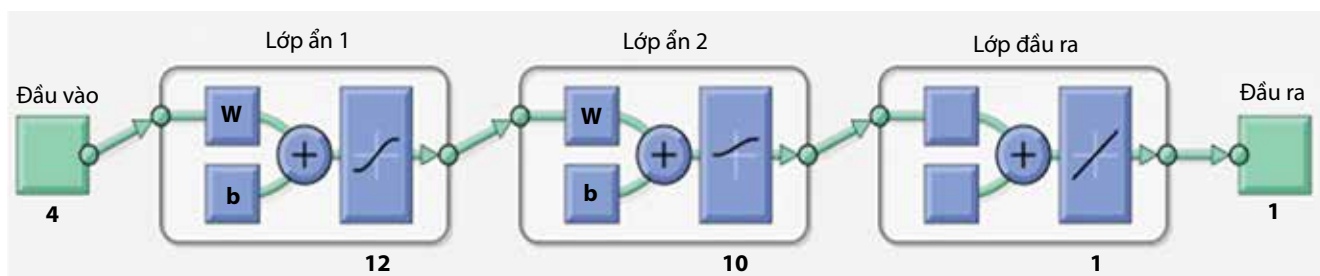 Lớp ẩn 1
Lớp ẩn 2
Lớp đầu ra
Đầu vào
Đầu ra
W
W
b
b
4
1
12
10
1